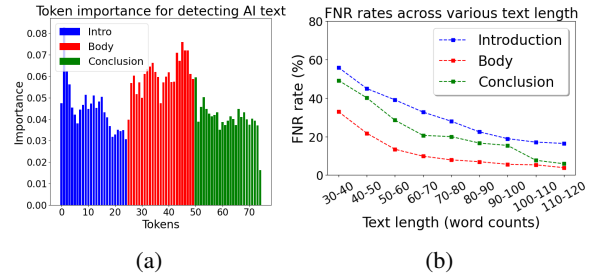 Token importance for detecting AI text
Importance
0.08
0.07
0.06
0.05
0.04
0.03
0.02
0.01
0.00
Intro
Body
Conclusion
0 10 20 30 40 50 60 70
Tokens
(a)
FNR rates across various text length
FNR rate (%)
80
60
40
20
0
Introduction
Body
Conclusion
30-40 40-50 50-60 60-70 70-80 80-90 90-100 100-110 110-120
Text length (word counts)
(b)